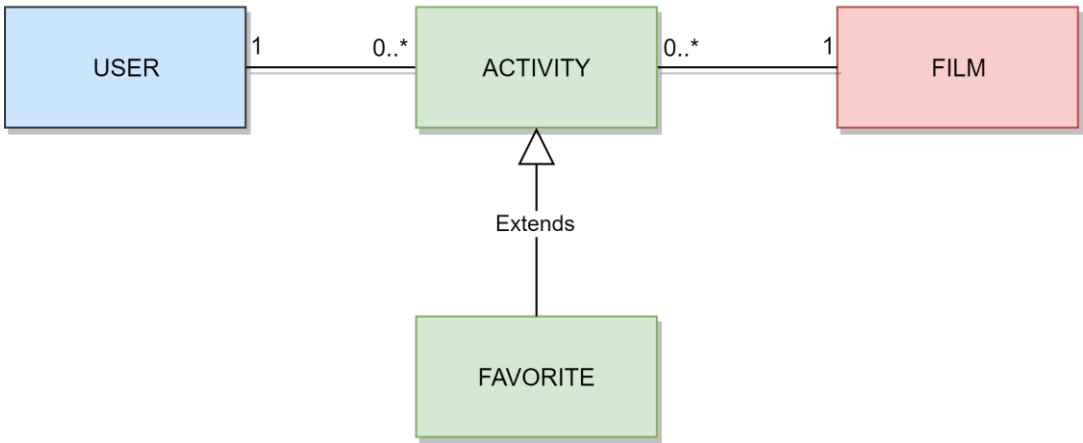 USER
1
0..*
ACTIVITY
0..*
1
FILM
Extends
FAVORITE